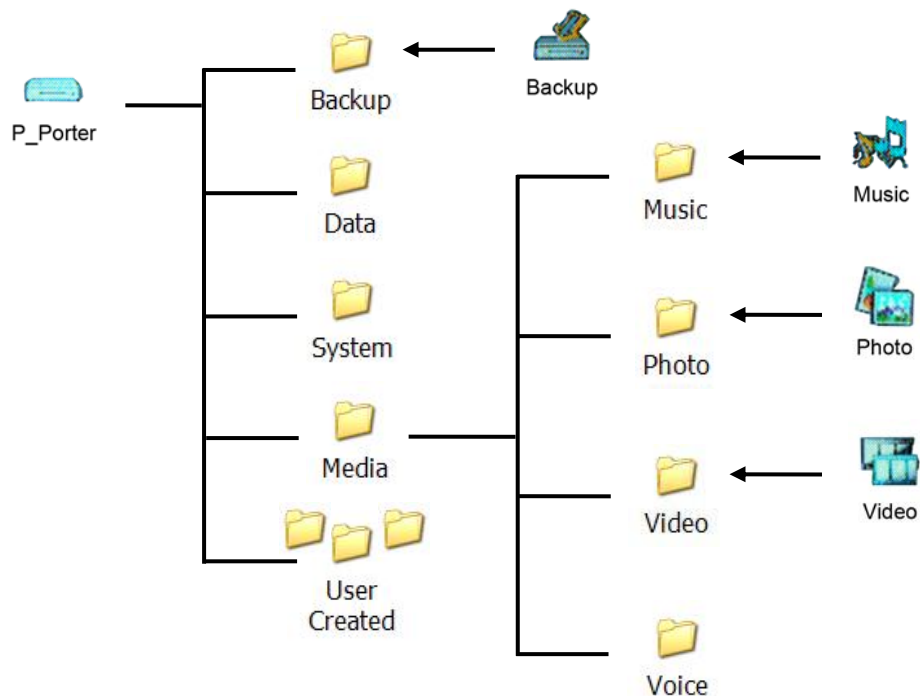 P_Porter
Backup
Backup
Data
System
Media
User
Created
Music
Music
Photo
Photo
Video
Video
Voice